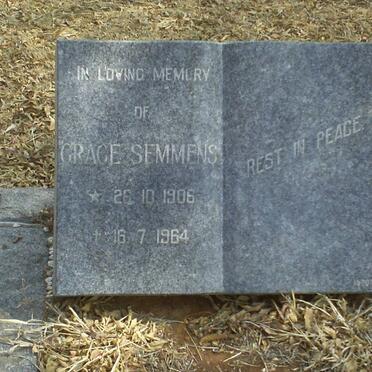 IN LOVING MEMORY
OF
GRACE SEMMENS
★ 26.10.1906
† 16.7.1964
REST IN PEACE.